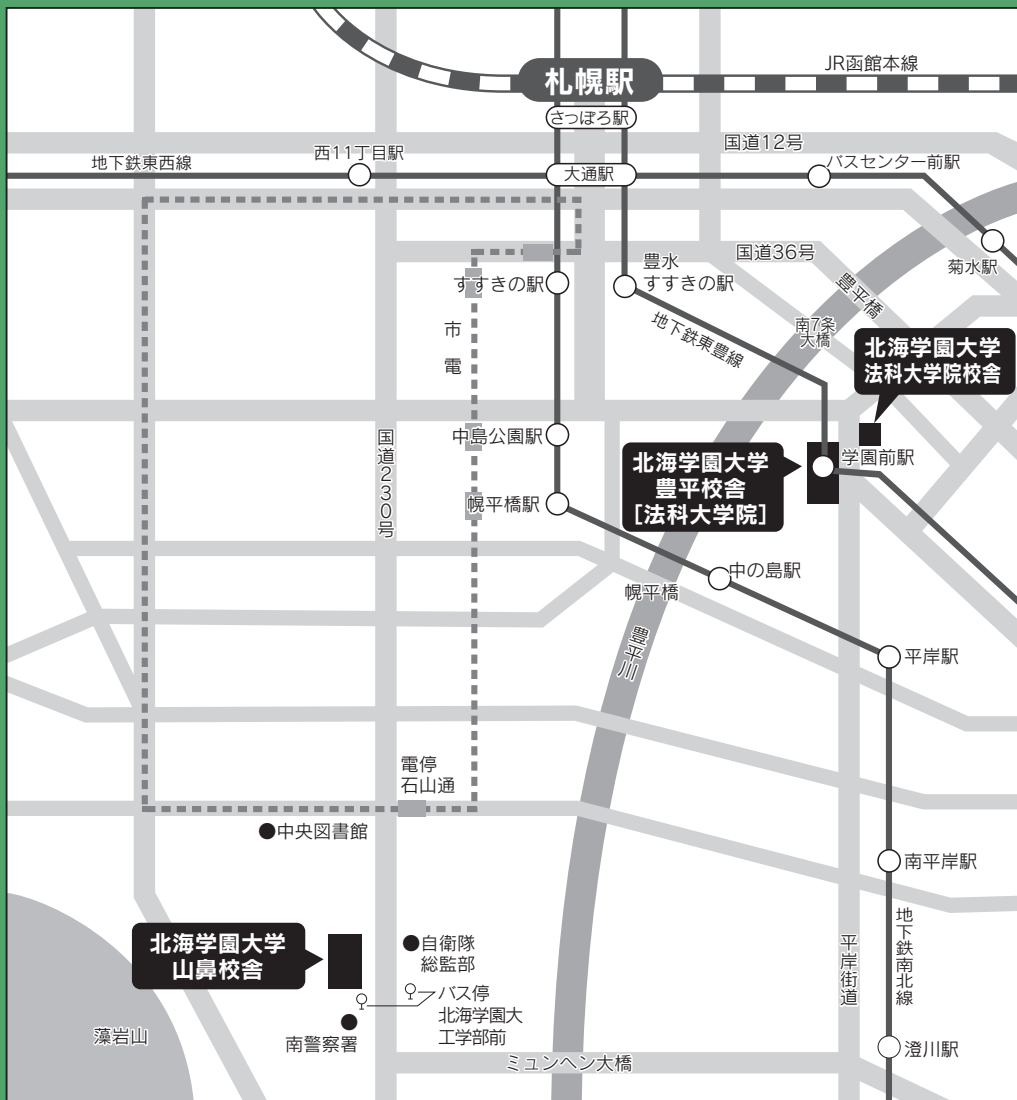 JR函館本線
札幌駅
さっぽろ駅
国道12号
地下鉄東西線
西11丁目駅
大通駅
バスセンター前駅
国道36号
菊水駅
豊水
すすきの駅
すすきの駅
豊平橋
南7条
大橋
地下鉄東豊線
市電
北海学園大学
法科大学院校舎
国道230号
中島公園駅
北海学園大学
豊平校舎
[法科大学院]
学園前駅
幌平橋駅
中の島駅
幌平橋
豊平川
平岸駅
電停
石山通
中央図書館
南平岸駅
地下鉄南北線
平岸街道
北海学園大学
山鼻校舎
自衛隊
総監部
バス停
北海学園大
工学部前
南警察署
藻岩山
ミュンヘン大橋
澄川駅